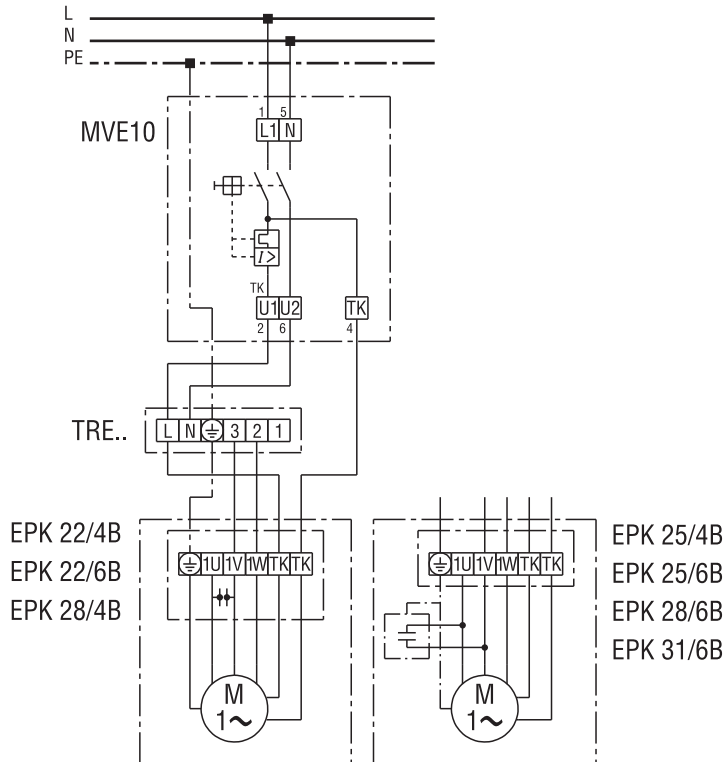 L
N
PE
MVE10
1 5
L1 N
I>
TK
U1 U2 TK
2 6 4
TRE..
L N 3 2 1
EPK 22/4B
EPK 22/6B
EPK 28/4B
1U 1V 1W TK TK
M
1~
1U 1V 1W TK TK
M
1~
EPK 25/4B
EPK 25/6B
EPK 28/6B
EPK 31/6B